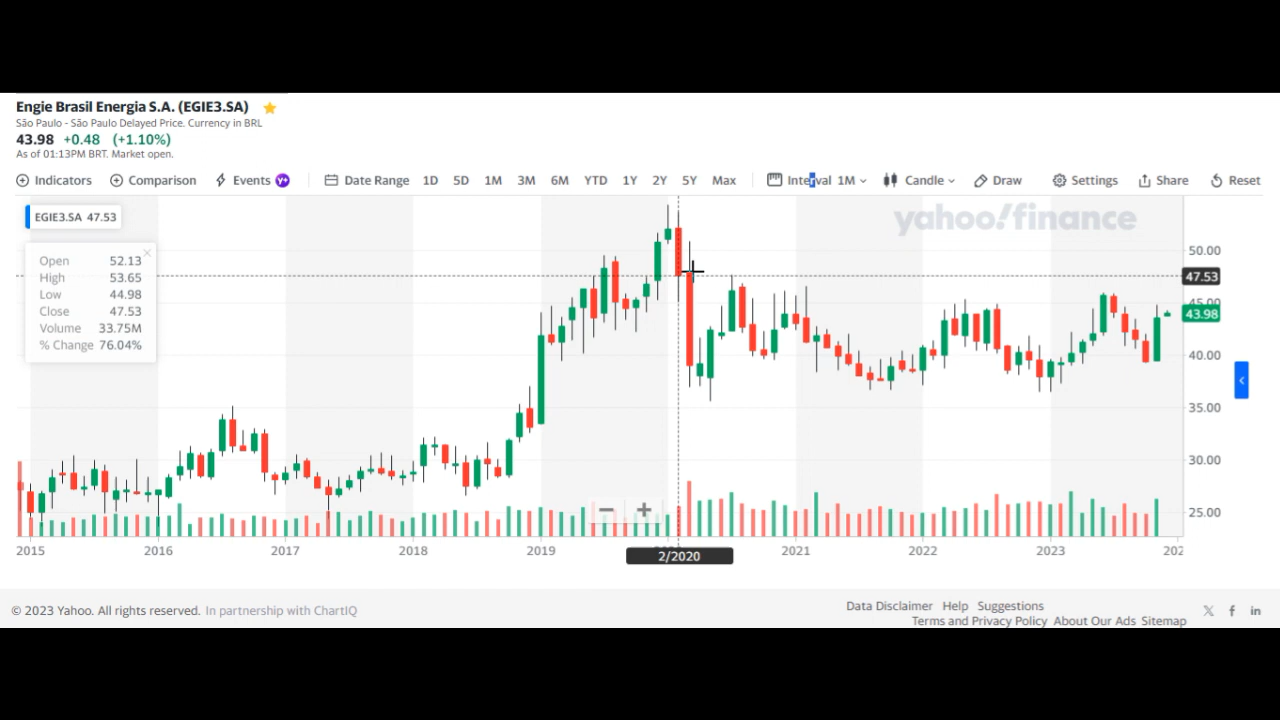 Engie Brasil Energia S.A. (EGIE3.SA)
São Paulo - São Paulo Delayed Price. Currency in BRL
43.98 +0.48 (+1.10%)
As of 01:13PM BRT. Market open.
Indicators Comparison Events Y+ Date Range 1D 5D 1M 3M 6M YTD 1Y 2Y 5Y Max Interval 1M Candle Draw Settings Share Reset
EGIE3.SA 47.53
yahoo!finance
Open 52.13
High 53.65
Low 44.98
Close 47.53
Volume 33.75M
% Change 76.04%
50.00
47.53
45.00
43.98
40.00
35.00
30.00
25.00
2015 2016 2017 2018 2019 2021 2022 2023 202
2/2020
© 2023 Yahoo. All rights reserved. In partnership with ChartIQ
Data Disclaimer Help Suggestions
Terms and Privacy Policy About Our Ads Sitemap
X f in